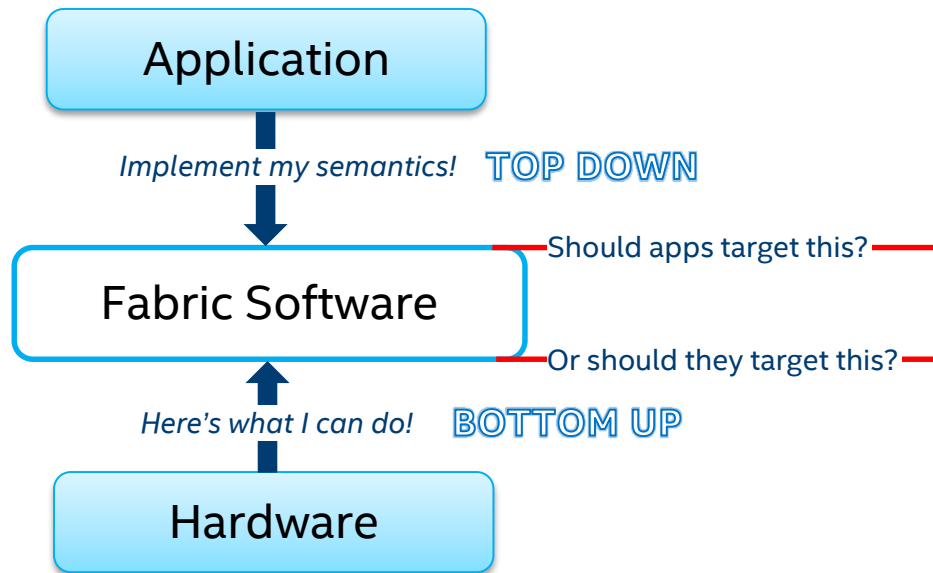 Application
Implement my semantics! TOP DOWN
Should apps target this?
Fabric Software
Or should they target this?
Here's what I can do! BOTTOM UP
Hardware